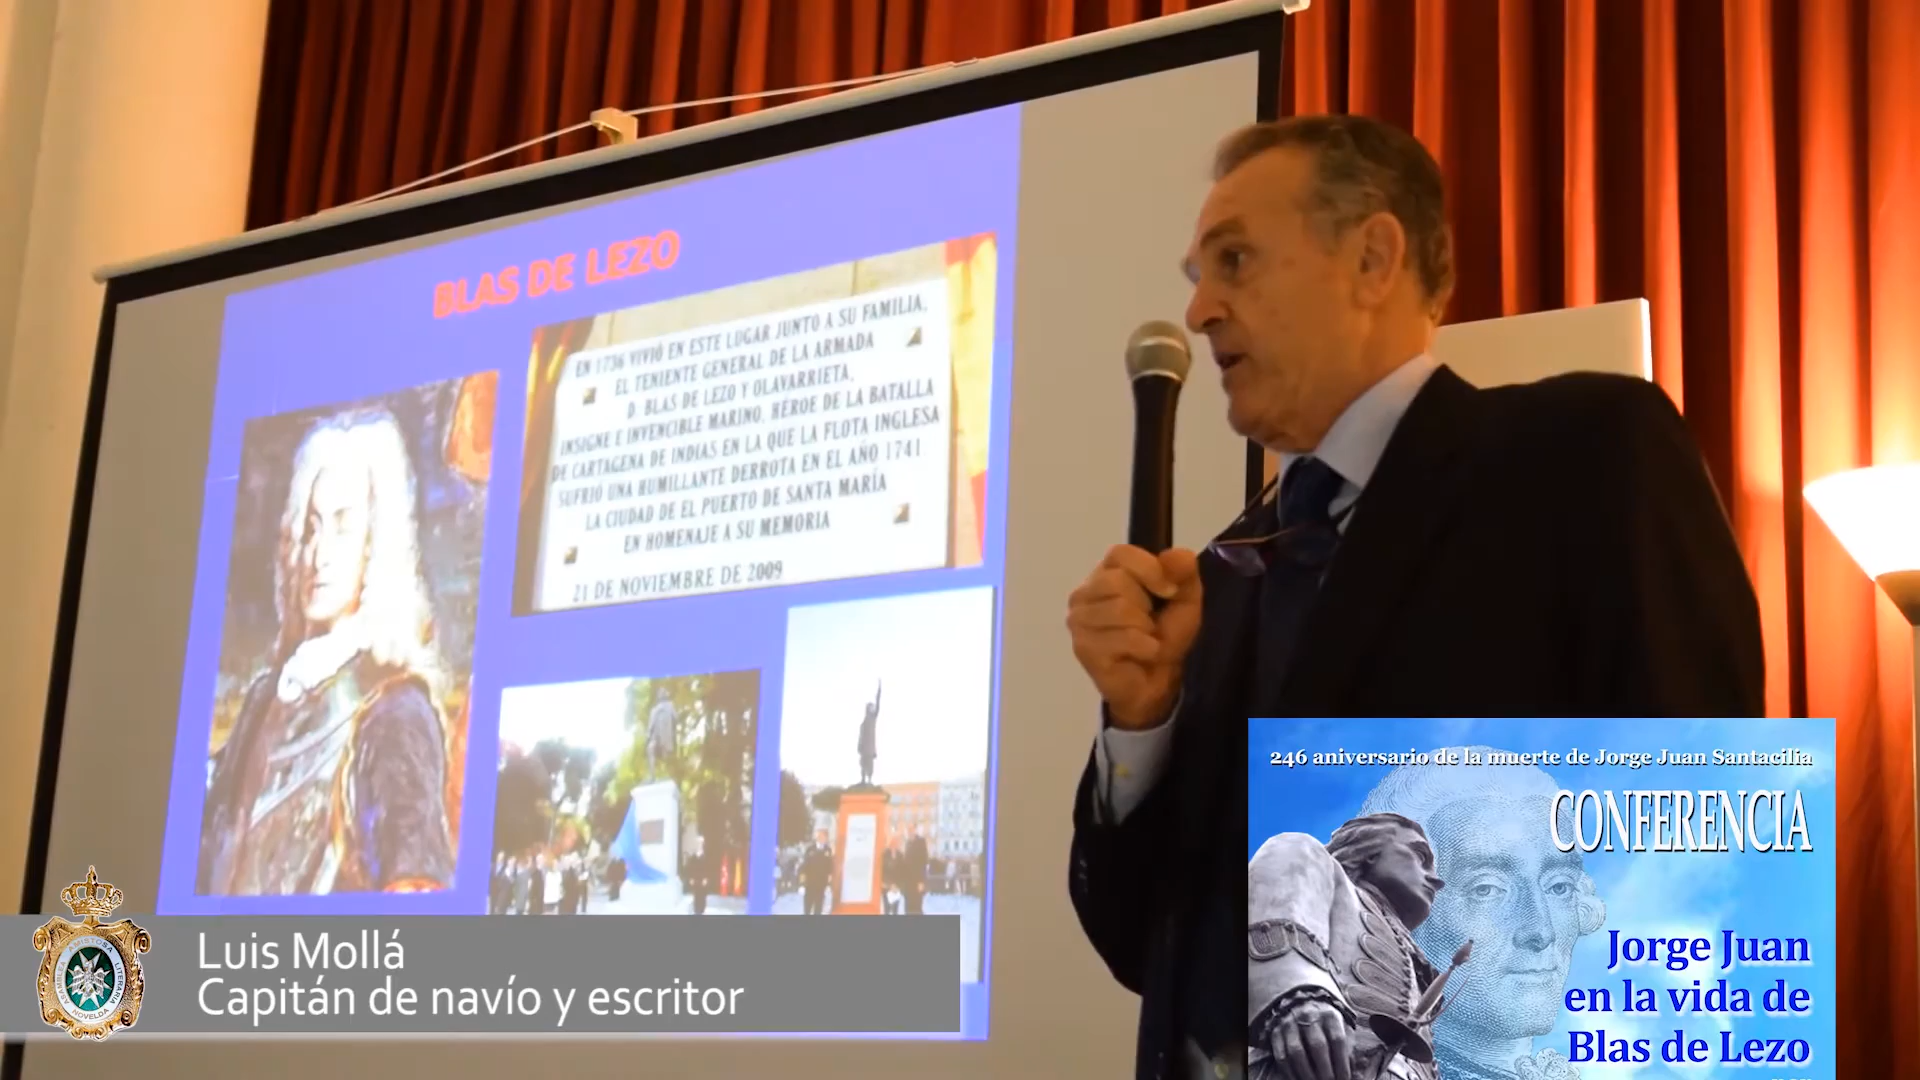 BLAS DE LEZO
EN 1736 VIVIÓ EN ESTE LUGAR JUNTO A SU FAMILIA,
EL TENIENTE GENERAL DE LA ARMADA
D. BLAS DE LEZO Y OLAVARRIETA,
INSIGNE E INVENCIBLE MARINO, HÉROE DE LA BATALLA
DE CARTAGENA DE INDIAS EN LA QUE LA FLOTA INGLESA
SUFRIÓ UNA HUMILLANTE DERROTA EN EL AÑO 1741
LA CIUDAD DE EL PUERTO DE SANTA MARÍA
EN HOMENAJE A SU MEMORIA
21 DE NOVIEMBRE DE 2009
246 aniversario de la muerte de Jorge Juan Santacilia
CONFERENCIA
Jorge Juan
en la vida de
Blas de Lezo
ASAMBLEA AMISTOSA LITERARIA
NOVELDA
Luis Mollá
Capitán de navío y escritor